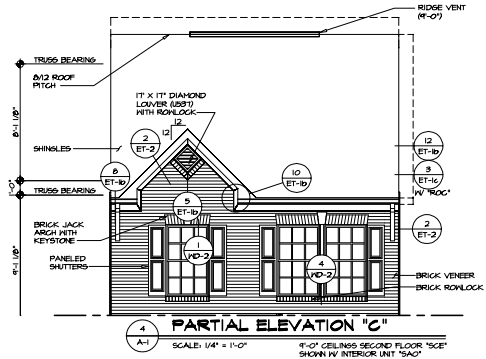 RIDGE VENT
(9'-0")
TRUSS BEARING
8/12 ROOF
PITCH
17" X 17" DIAMOND
LOUVER (U537)
WITH ROWLOCK
12
12
8'-1 1/8"
SHINGLES
2
ET-2
12
ET-1b
8
ET-1b
10
ET-1b
3
ET-1c
W/ "ROC"
1'-0"
TRUSS BEARING
5
ET-1b
2
ET-2
BRICK JACK
ARCH WITH
KEYSTONE
1
WD-2
4
WD-2
9'-1 1/8"
PANELED
SHUTTERS
BRICK VENEER
BRICK ROWLOCK
4
A-1
PARTIAL ELEVATION "C"
SCALE: 1/4" = 1'-0"
9'-0" CEILINGS SECOND FLOOR "SCE"
SHOWN W/ INTERIOR UNIT "SAO"